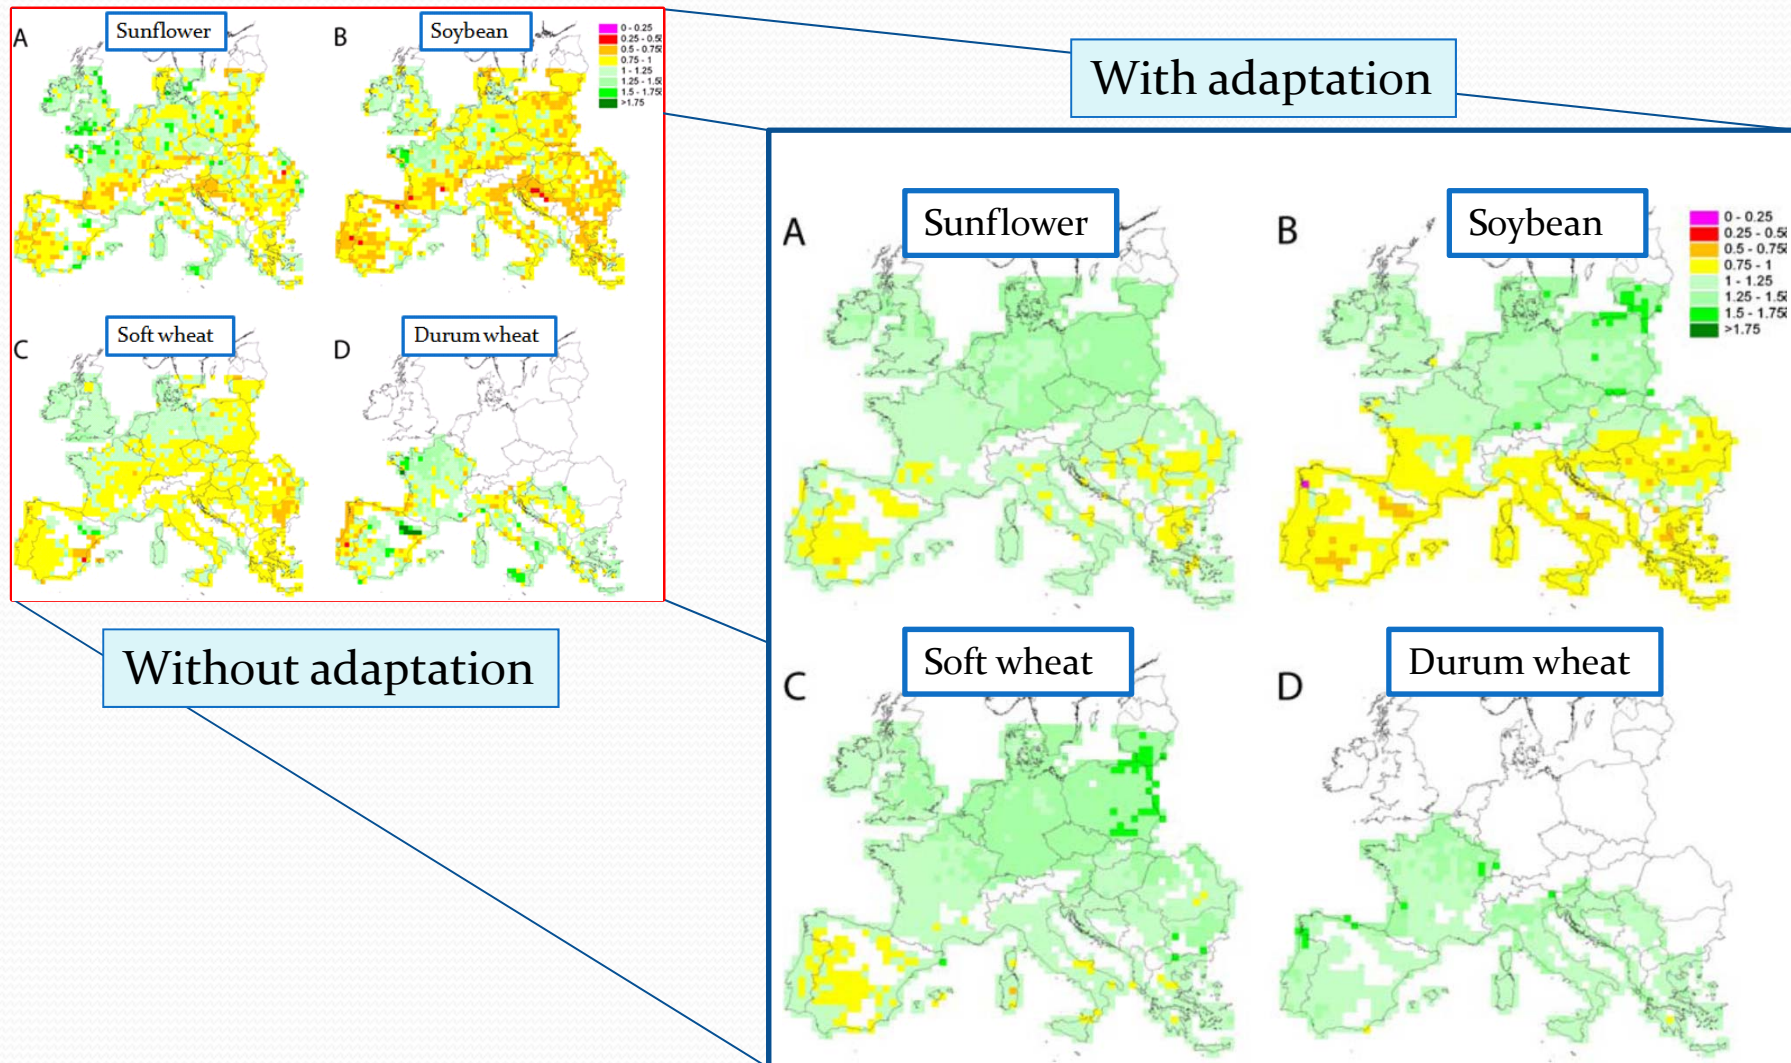 A
Sunflower
B
Soybean
0 - 0.25
0.25 - 0.5
0.5 - 0.75
0.75 - 1
1 - 1.25
1.25 - 1.5
1.5 - 1.75
>1.75
C
Soft wheat
D
Durum wheat
Without adaptation
With adaptation
A
Sunflower
B
Soybean
0 - 0.25
0.25 - 0.5
0.5 - 0.75
0.75 - 1
1 - 1.25
1.25 - 1.5
1.5 - 1.75
>1.75
C
Soft wheat
D
Durum wheat